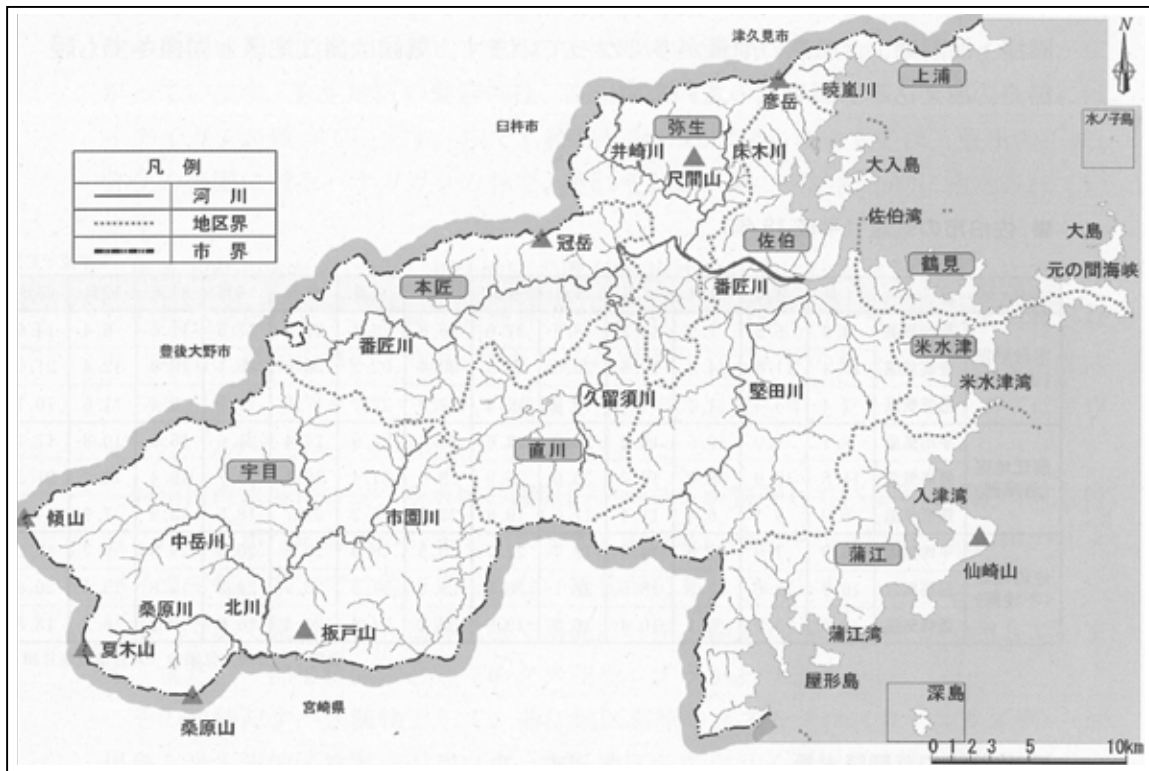 津久見市
N
上浦
暁嵐川
彦岳
水ノ子島
臼杵市
弥生
井崎川
床木川
尺間山
大入島
凡 例
河 川
地区界
市 界
佐伯湾
大島
冠岳
佐伯
鶴見
元の間海峡
本匠
番匠川
豊後大野市
番匠川
米水津
米水津湾
久留須川
堅田川
直川
宇目
入津湾
傾山
市園川
中岳川
蒲江
仙崎山
桑原川
北川
板戸山
夏木山
蒲江湾
屋形島
深島
桑原山
宮崎県
0 1 2 3 5 10km